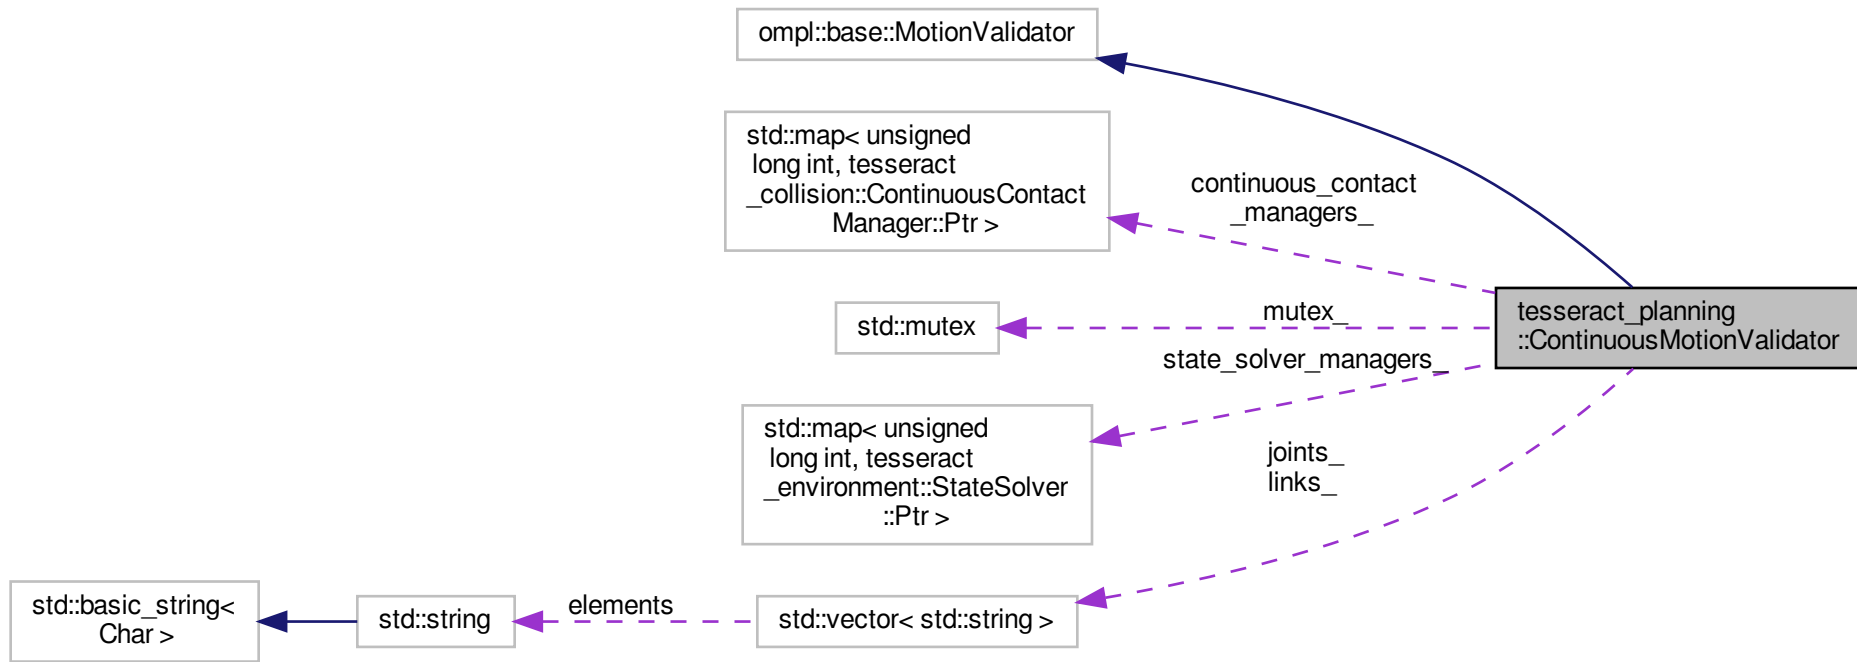 ompl::base::MotionValidator
std::map< unsigned
long int, tesseract
_collision::ContinuousContact
Manager::Ptr >
continuous_contact
_managers_
std::mutex
mutex_
tesseract_planning
::ContinuousMotionValidator
state_solver_managers_
std::map< unsigned
long int, tesseract
_environment::StateSolver
::Ptr >
joints_
links_
std::basic_string<
Char >
std::string
elements
std::vector< std::string >